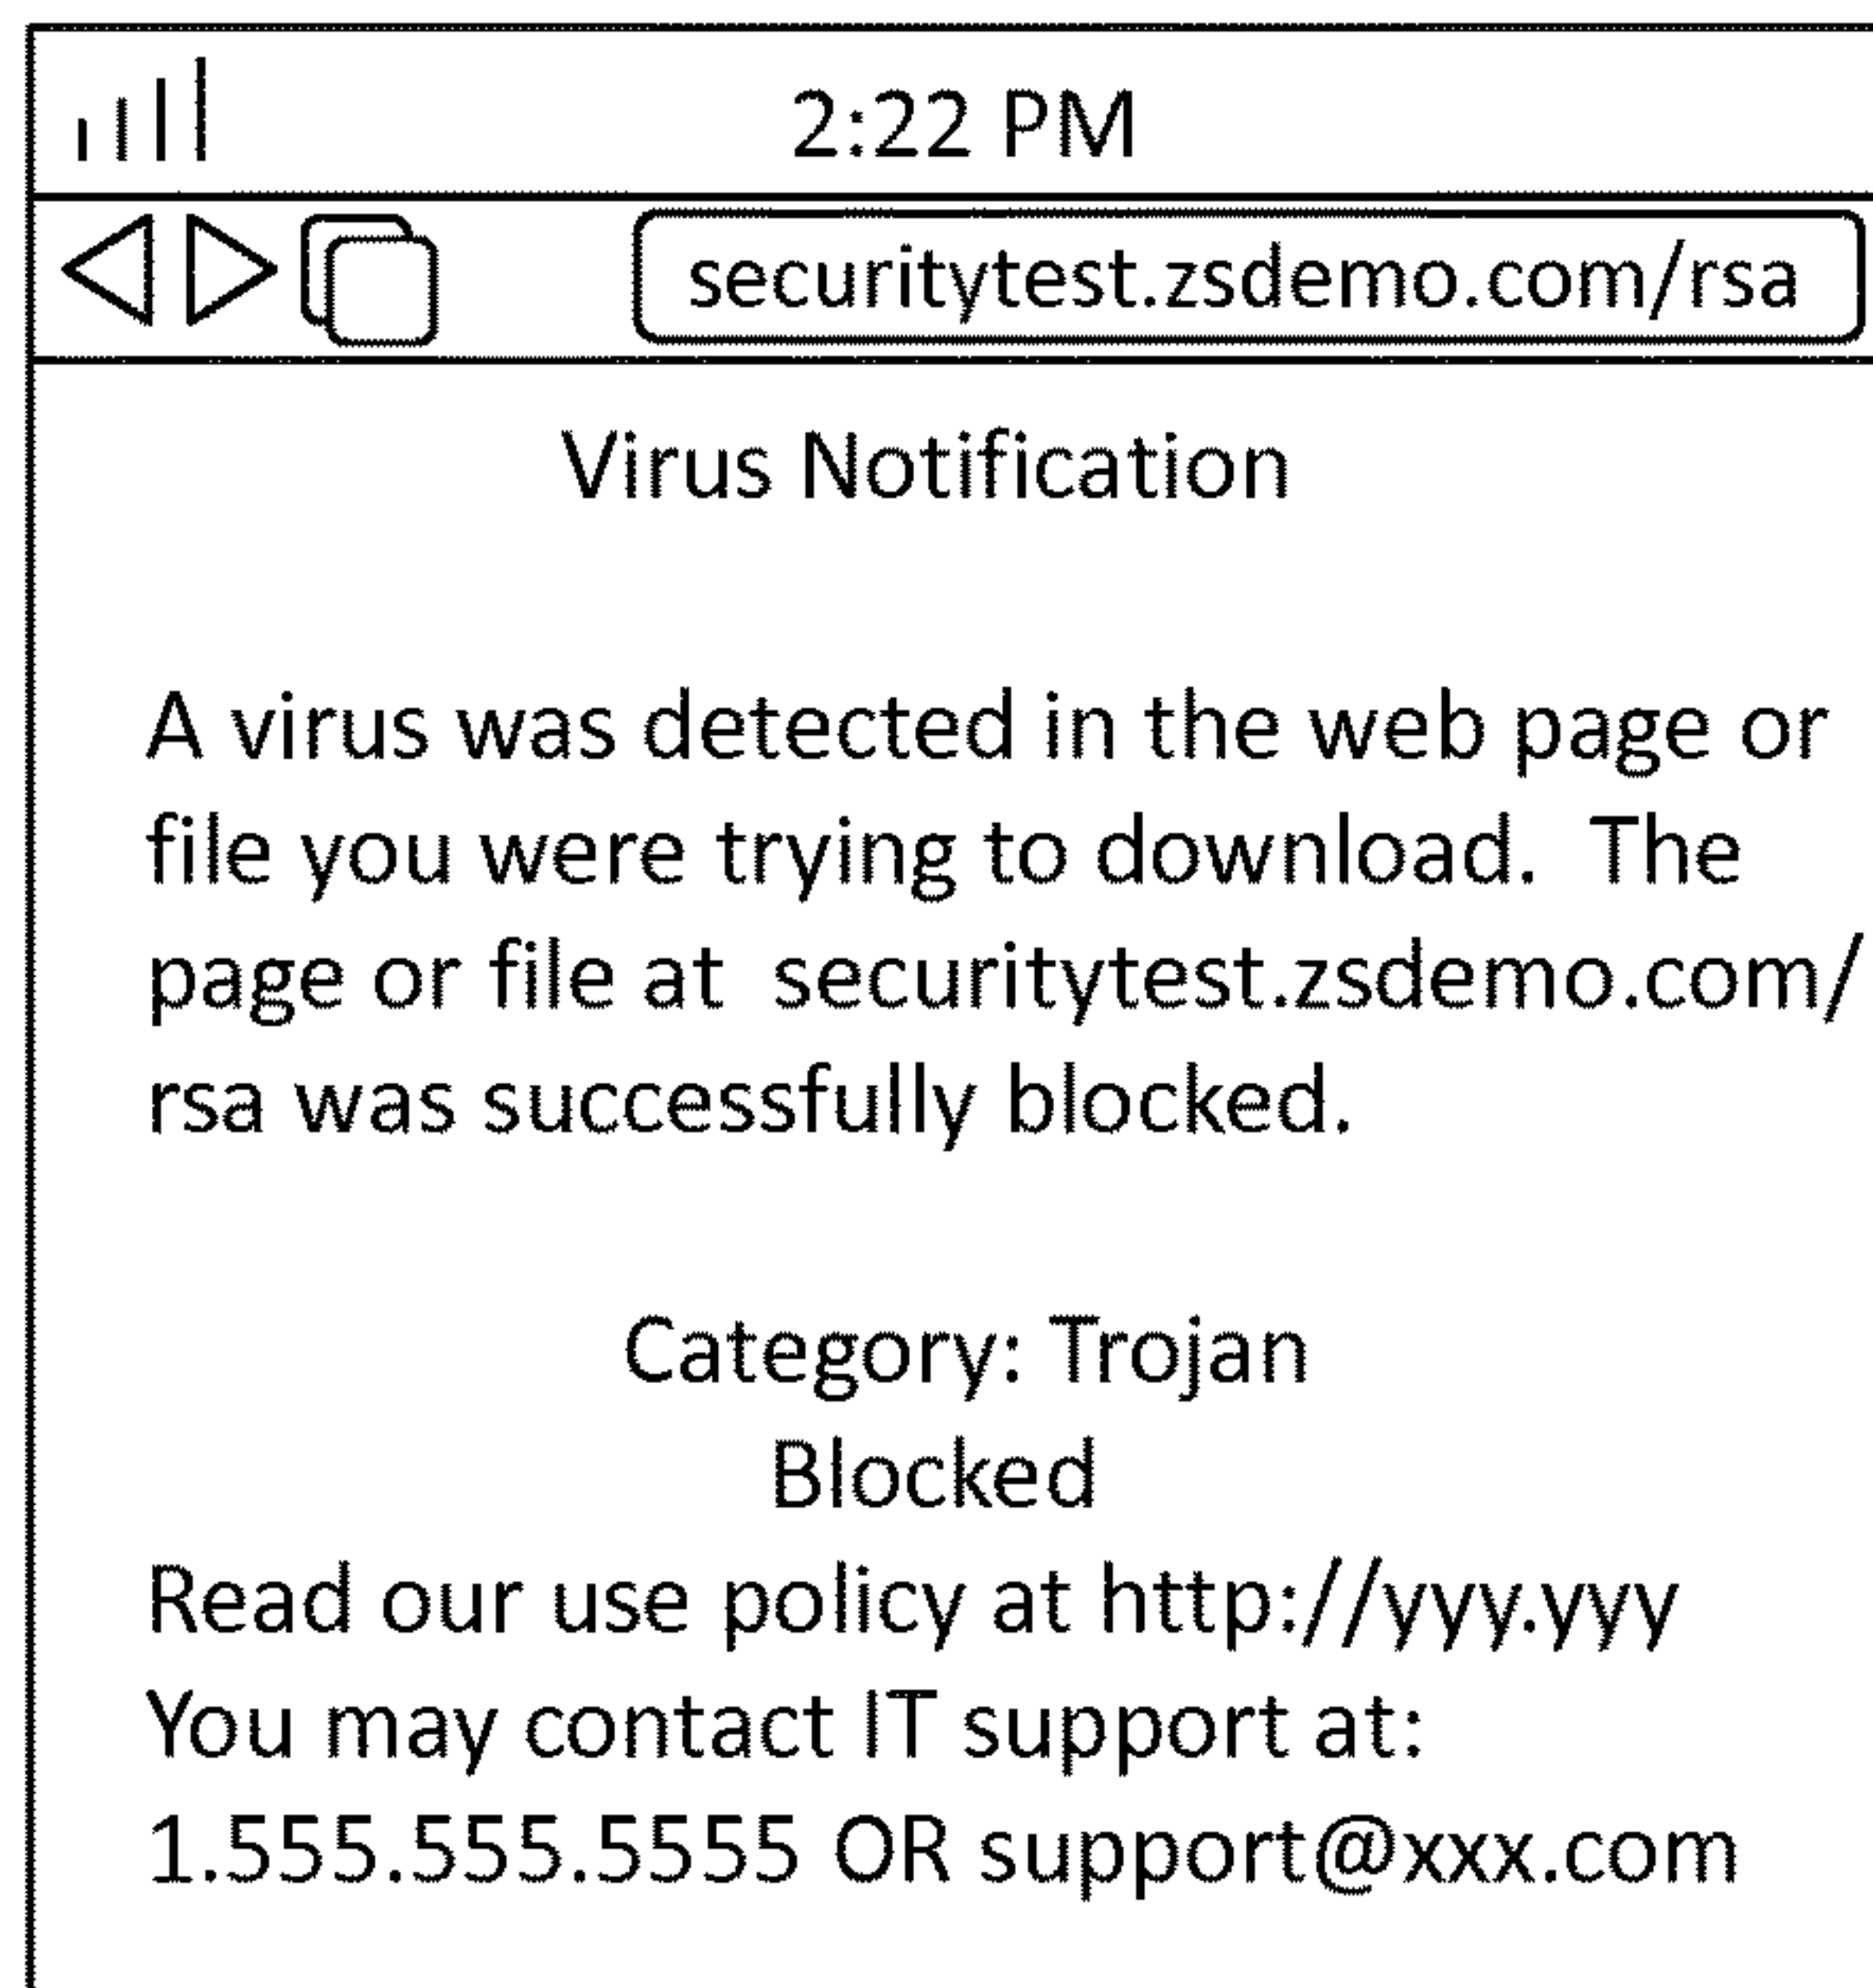 2:22 PM
securitytest.zsdemo.com/rsa
Virus Notification
A virus was detected in the web page or
file you were trying to download.  The
page or file at  securitytest.zsdemo.com/
rsa was successfully blocked.
Category: Trojan
Blocked
Read our use policy at http://yyy.yyy
You may contact IT support at:
1.555.555.5555 OR support@xxx.com